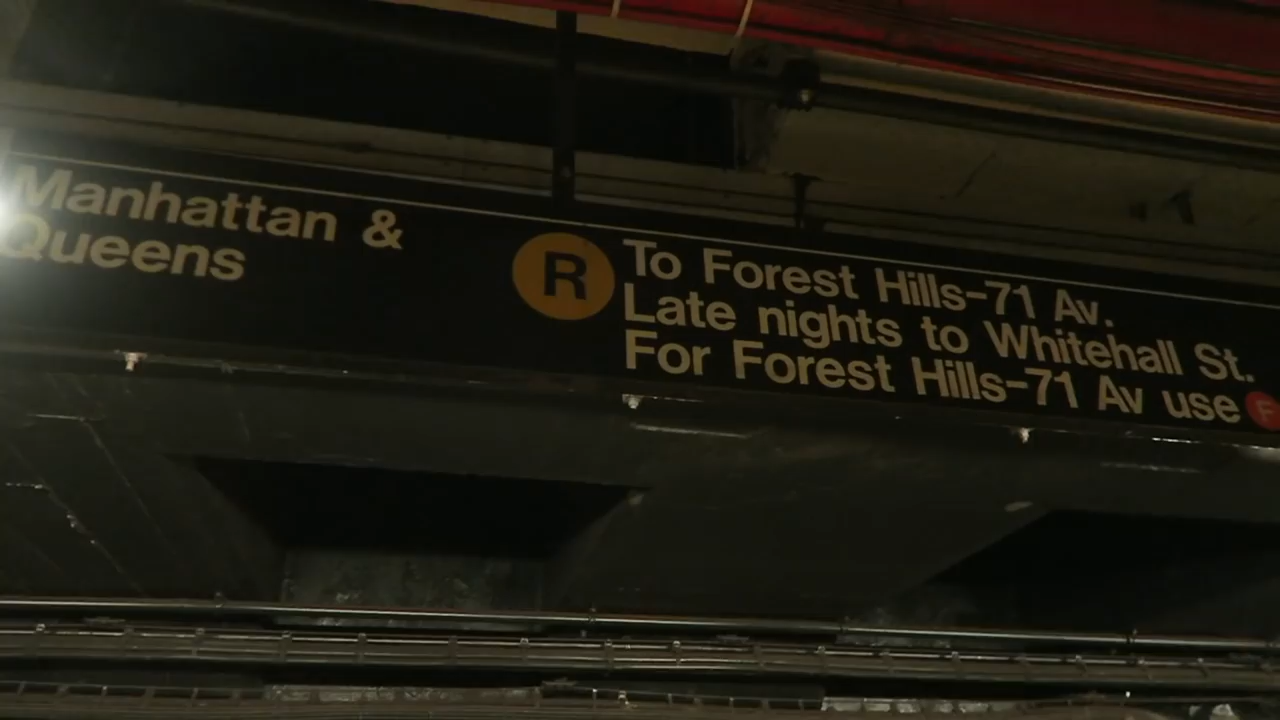 Manhattan &
Queens
R
To Forest Hills-71 Av.
Late nights to Whitehall St.
For Forest Hills-71 Av use F